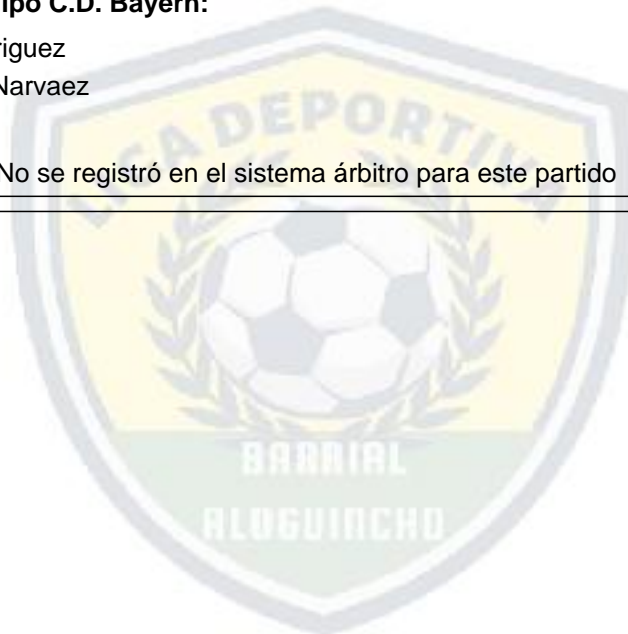 ipo C.D. Bayern:
riguez
Narvaez
No se registró en el sistema árbitro para este partido
LIGA DEPORTIVA
BARRIAL
ALUGUINCHO